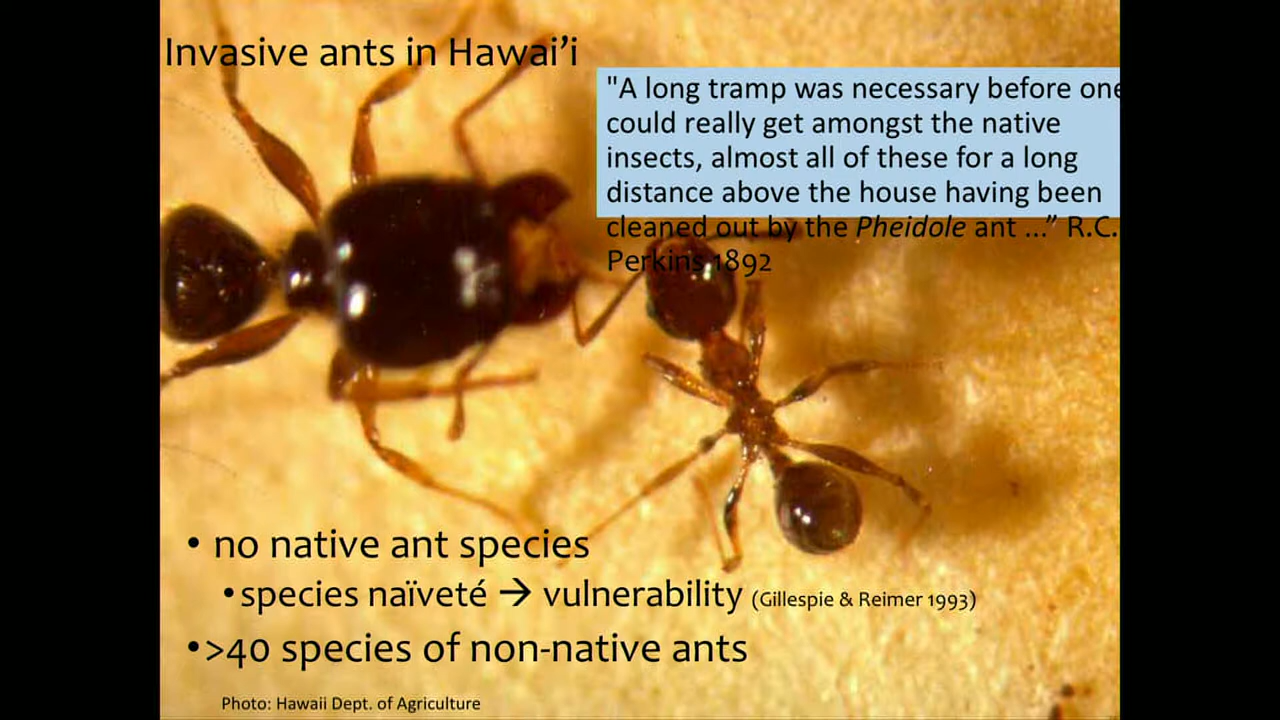 Invasive ants in Hawai’i
"A long tramp was necessary before one
could really get amongst the native
insects, almost all of these for a long
distance above the house having been
cleaned out by the Pheidole ant ...” R.C.
Perkins 1892
• no native ant species
• species naïveté → vulnerability (Gillespie & Reimer 1993)
• >40 species of non-native ants
Photo: Hawaii Dept. of Agriculture